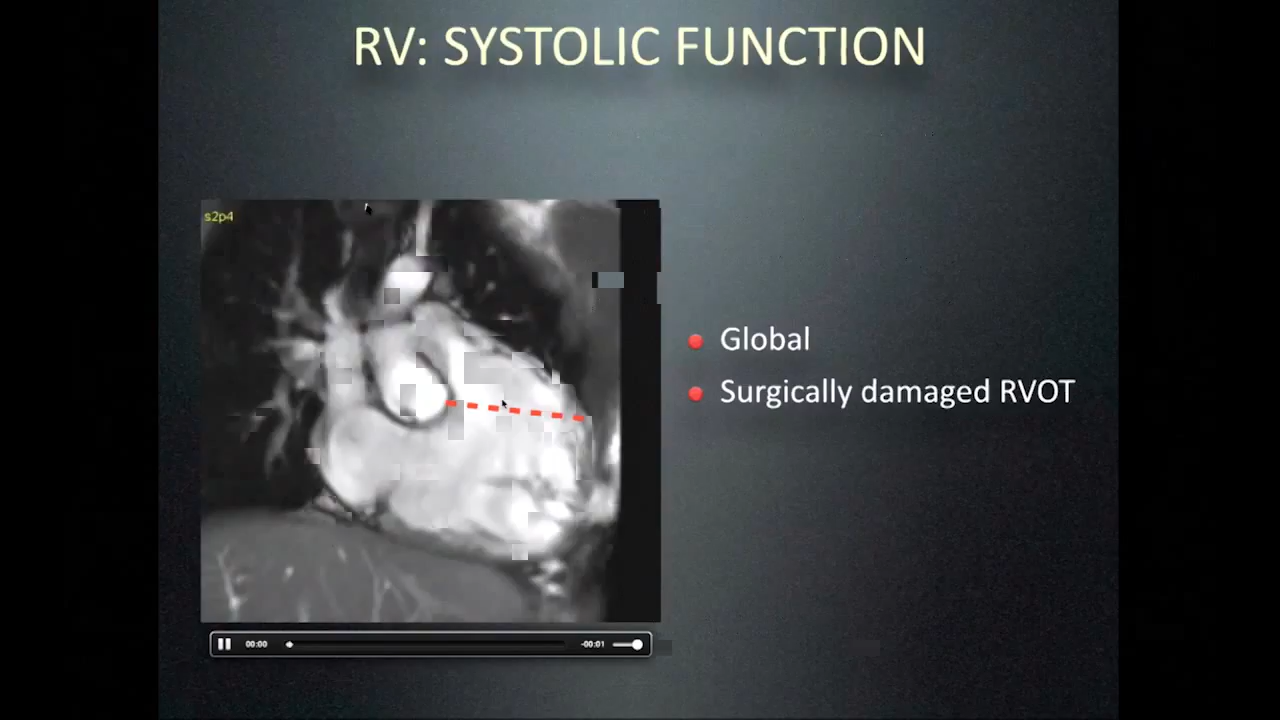 RV: SYSTOLIC FUNCTION
s2p4
Global
Surgically damaged RVOT
00:00
-00:01